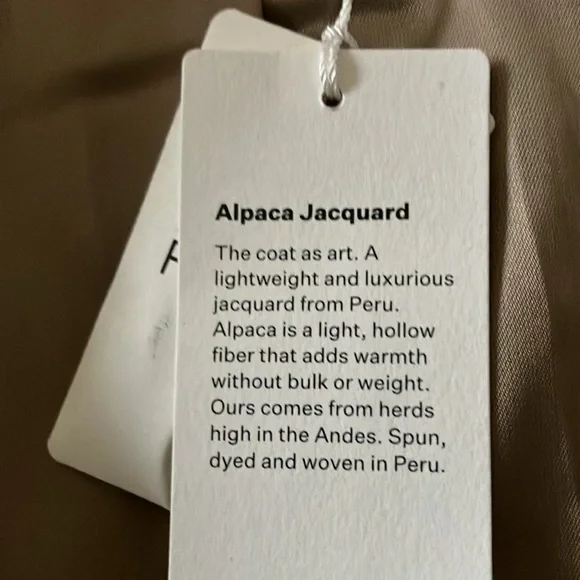 Alpaca Jacquard
The coat as art. A
lightweight and luxurious
jacquard from Peru.
Alpaca is a light, hollow
fiber that adds warmth
without bulk or weight.
Ours comes from herds
high in the Andes. Spun,
dyed and woven in Peru.